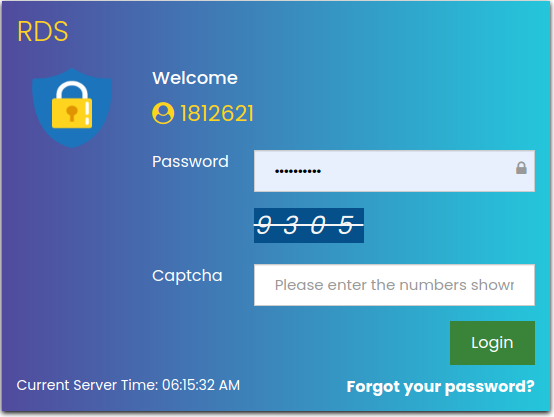 RDS
Welcome
1812621
Password ••••••••••
9305
Captcha Please enter the numbers shown
Login
Current Server Time: 06:15:32 AM Forgot your password?